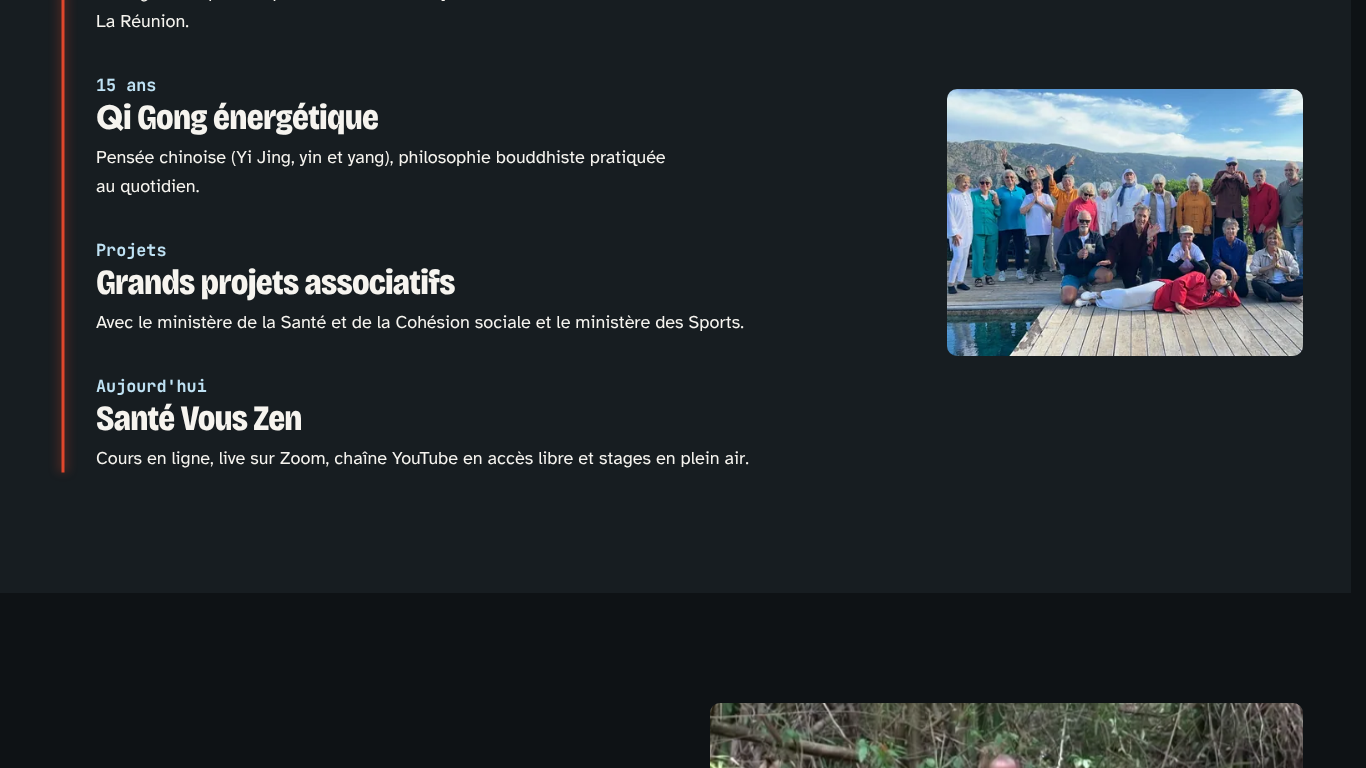 La Réunion.
15 ans
Qi Gong énergétique
Pensée chinoise (Yi Jing, yin et yang), philosophie bouddhiste pratiquée
au quotidien.
Projets
Grands projets associatifs
Avec le ministère de la Santé et de la Cohésion sociale et le ministère des Sports.
Aujourd'hui
Santé Vous Zen
Cours en ligne, live sur Zoom, chaîne YouTube en accès libre et stages en plein air.